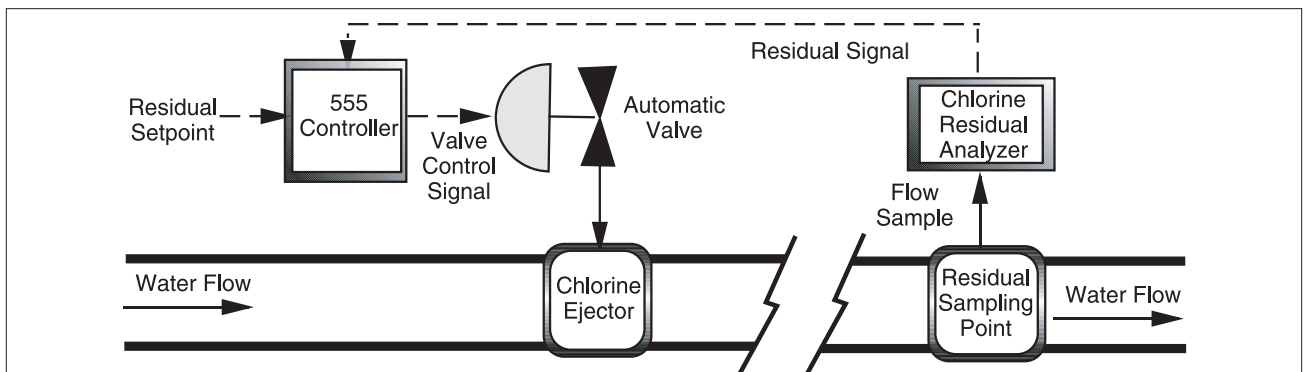 Residual Signal
555
Controller
Residual
Setpoint
Valve
Control
Signal
Automatic
Valve
Chlorine
Residual
Analyzer
Flow
Sample
Water Flow
Chlorine
Ejector
Residual
Sampling
Point
Water Flow